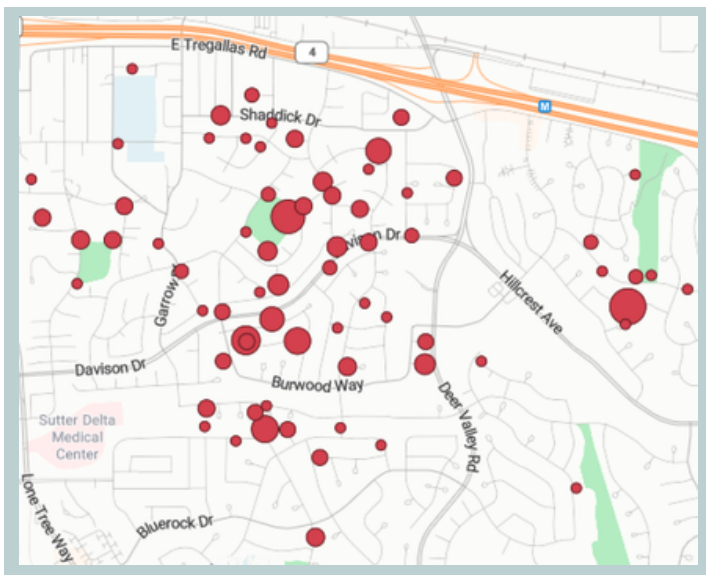 E Tregallas Rd
4
M
Shaddick Dr
Davison Dr
Garrow Dr
Hillcrest Ave
Davison Dr
Burwood Way
Sutter Delta
Medical
Center
Deer Valley Rd
Lone Tree Way
Bluerock Dr